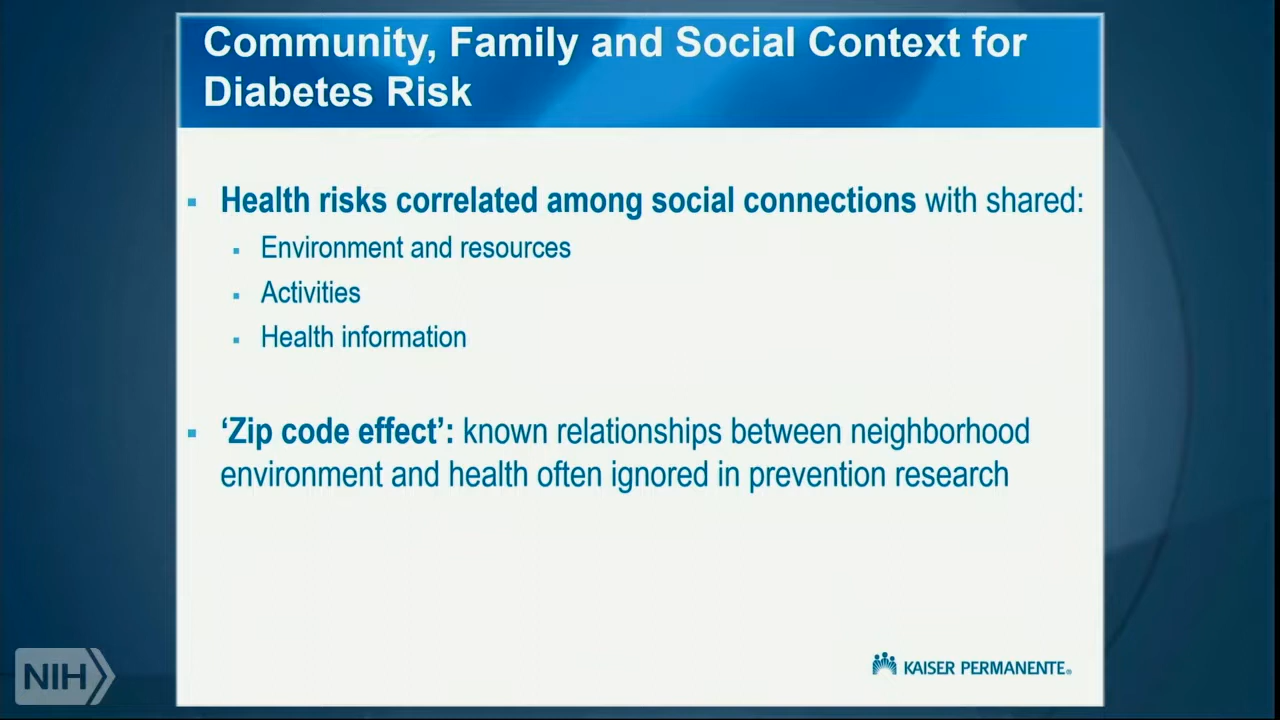 Community, Family and Social Context for
Diabetes Risk
▪ Health risks correlated among social connections with shared:
▪ Environment and resources
▪ Activities
▪ Health information
▪ ‘Zip code effect’: known relationships between neighborhood
environment and health often ignored in prevention research
KAISER PERMANENTE®
NIH